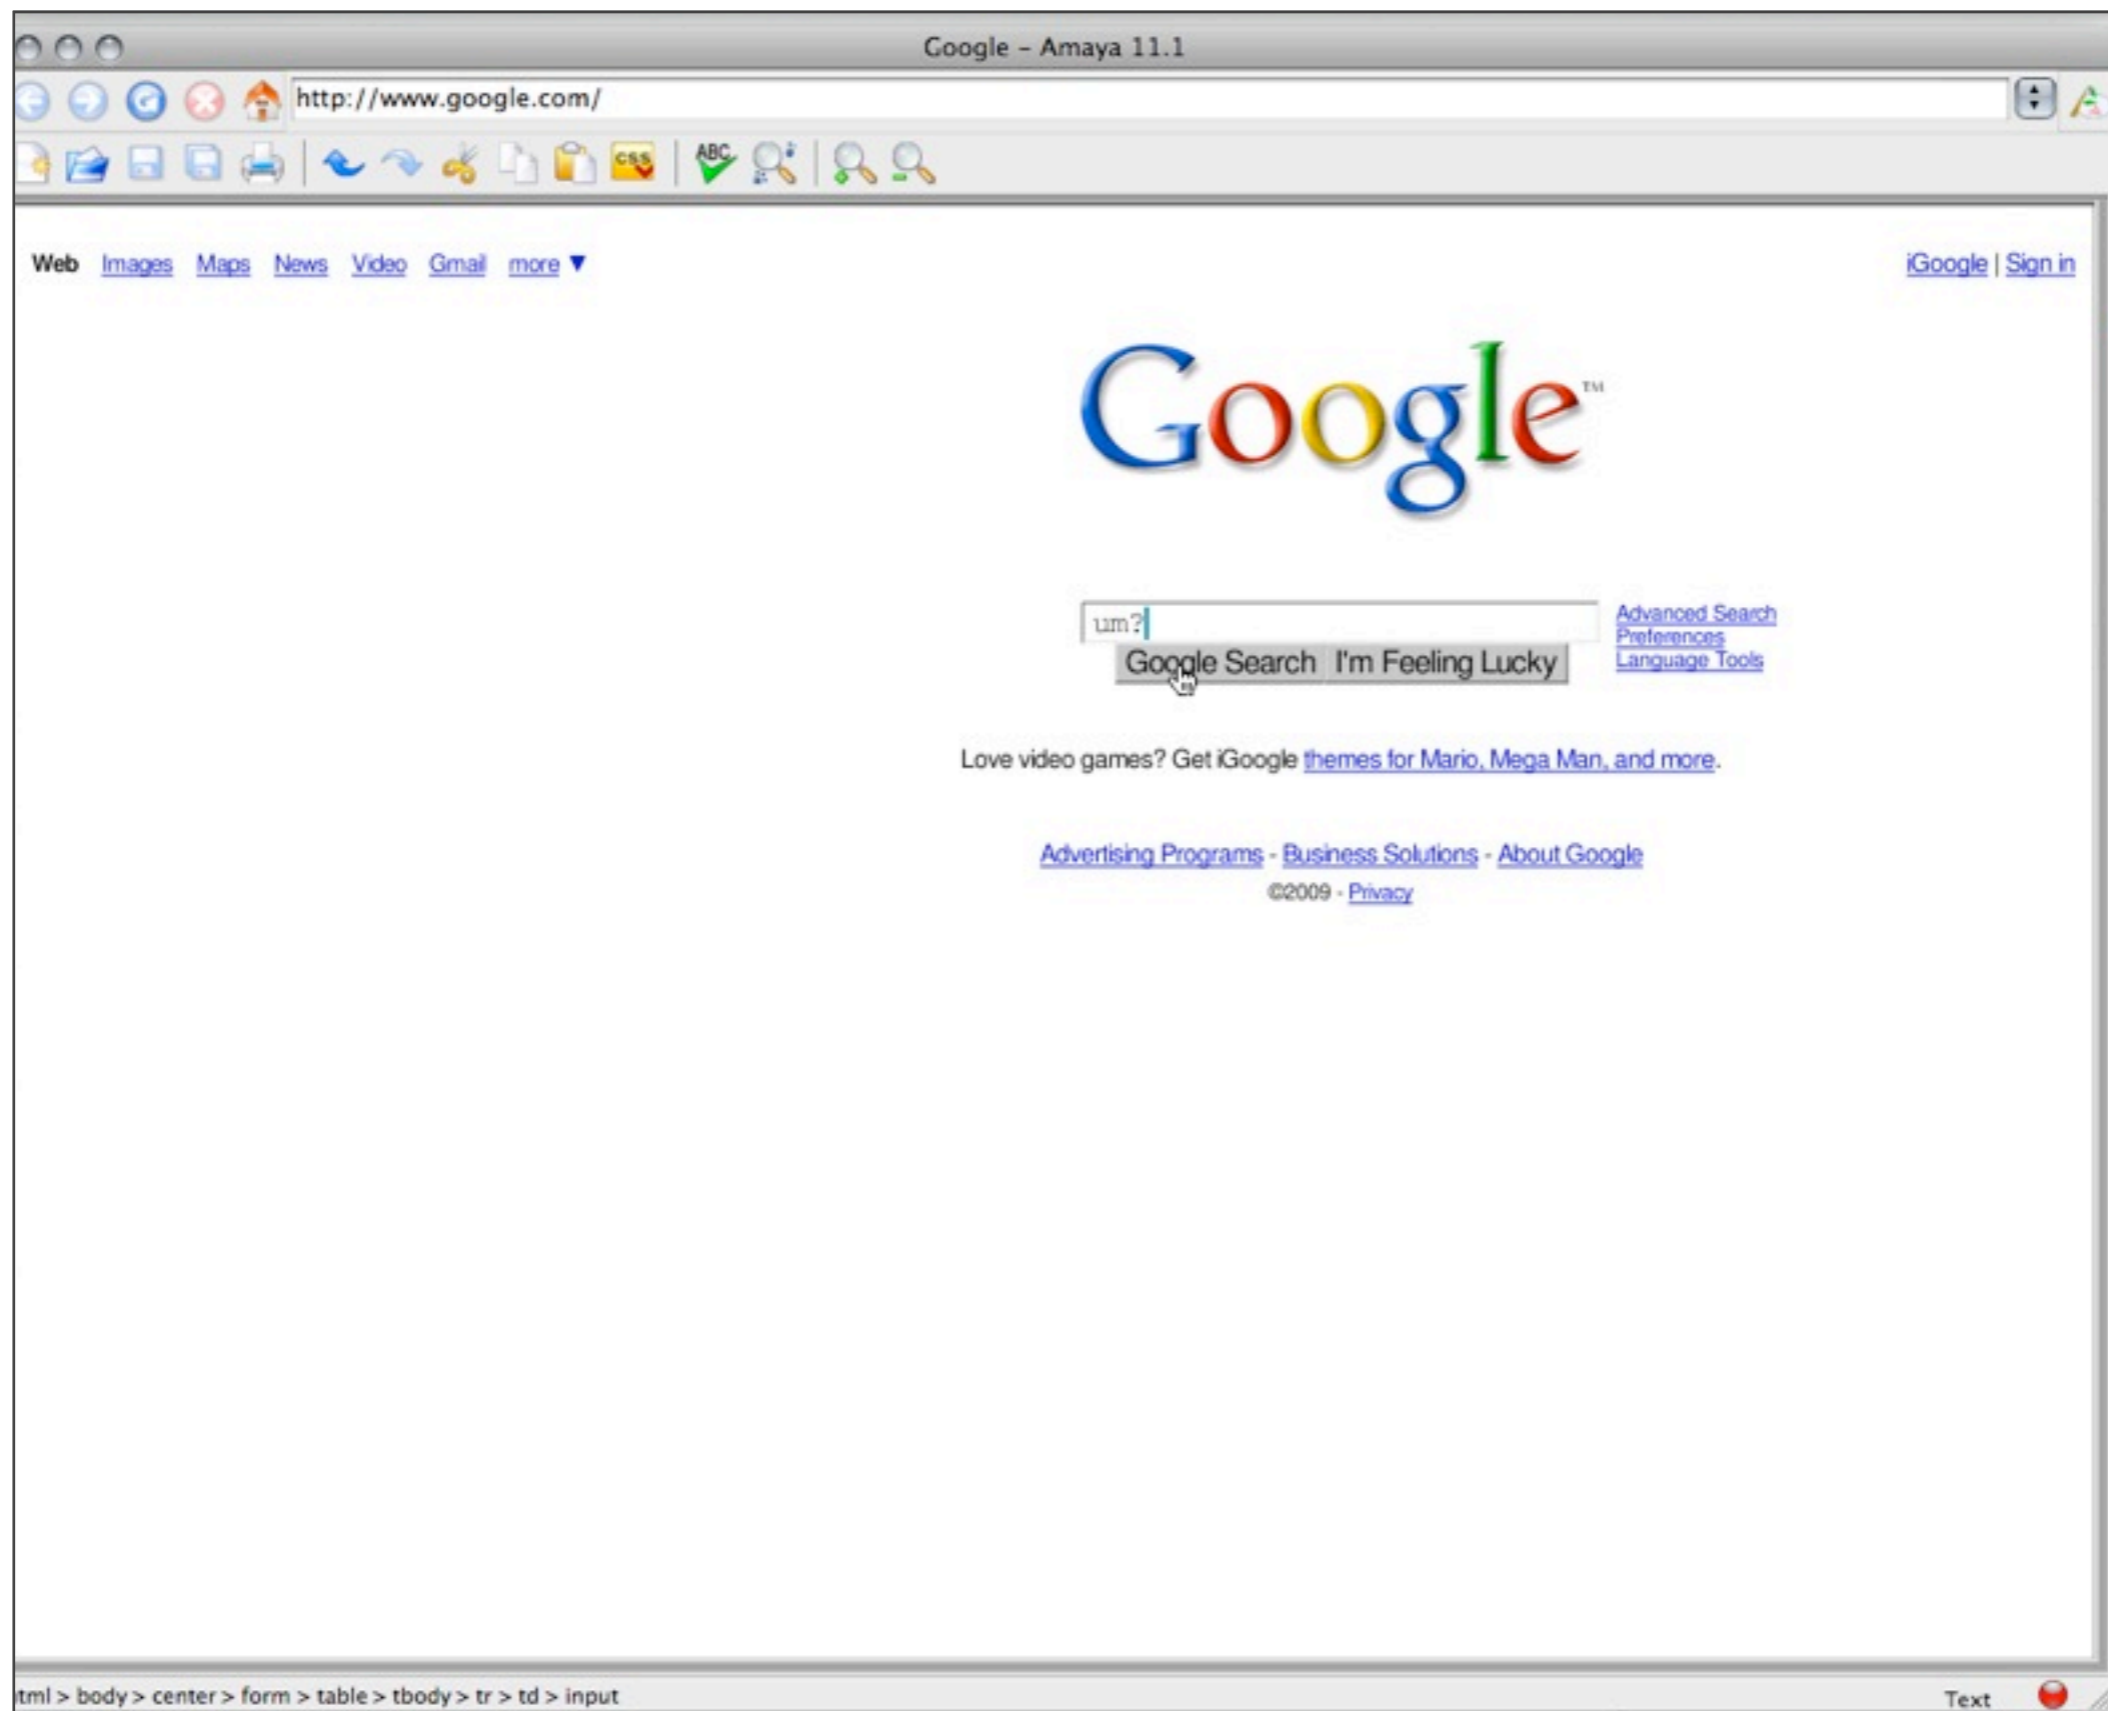 Google – Amaya 11.1
http://www.google.com/
CSS ABC
Web Images Maps News Video Gmail more ▼ iGoogle | Sign in
Google™
um?
Advanced Search
Preferences
Language Tools
Google Search I'm Feeling Lucky
Love video games? Get iGoogle themes for Mario, Mega Man, and more.
Advertising Programs - Business Solutions - About Google
©2009 - Privacy
tml > body > center > form > table > tbody > tr > td > input Text